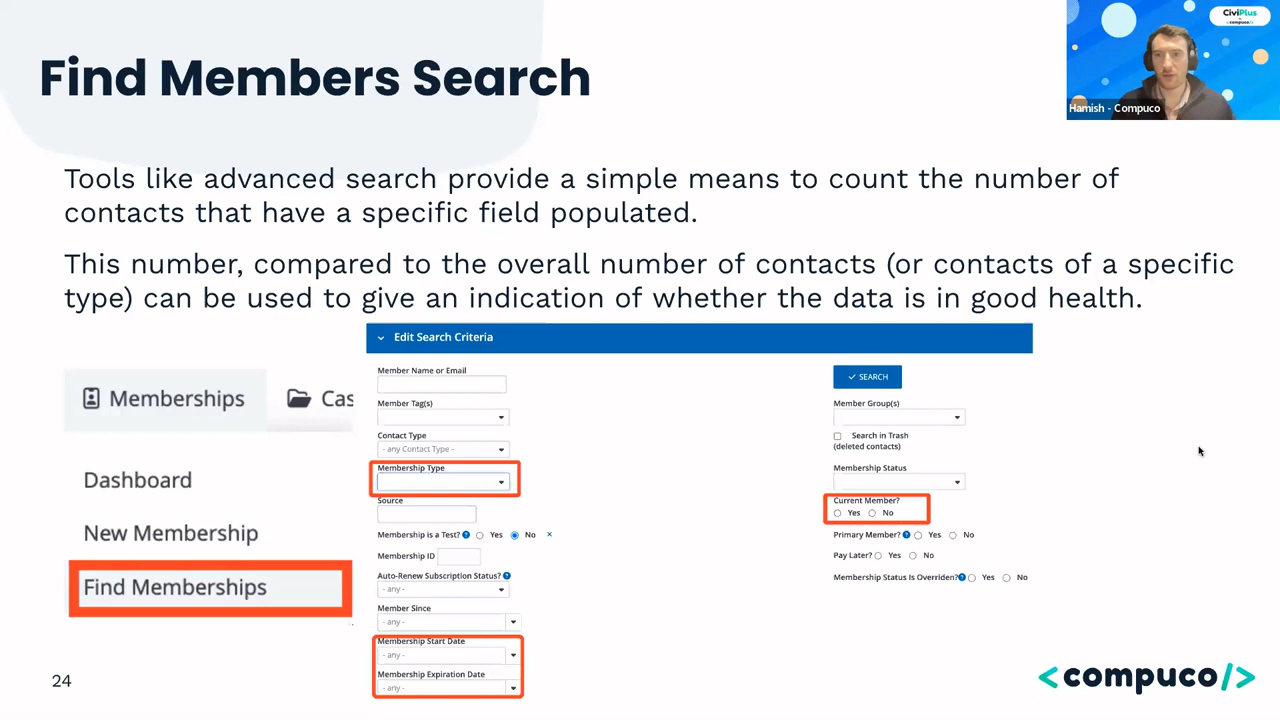 Find Members Search
CiviPlus
by compuco
Hamish - Compuco
Tools like advanced search provide a simple means to count the number of
contacts that have a specific field populated.
This number, compared to the overall number of contacts (or contacts of a specific
type) can be used to give an indication of whether the data is in good health.
Memberships
Cas
Dashboard
New Membership
Find Memberships
Edit Search Criteria
Member Name or Email
Member Tag(s)
Contact Type
- any Contact Type -
Membership Type
Source
Membership is a Test? ? Yes No ×
Membership ID
Auto-Renew Subscription Status? ?
- any -
Member Since
- any -
Membership Start Date
- any -
Membership Expiration Date
- any -
SEARCH
Member Group(s)
Search in Trash
(deleted contacts)
Membership Status
Current Member?
Yes No
Primary Member? ? Yes No
Pay Later? Yes No
Membership Status Is Overriden? ? Yes No
24
<compuco/>